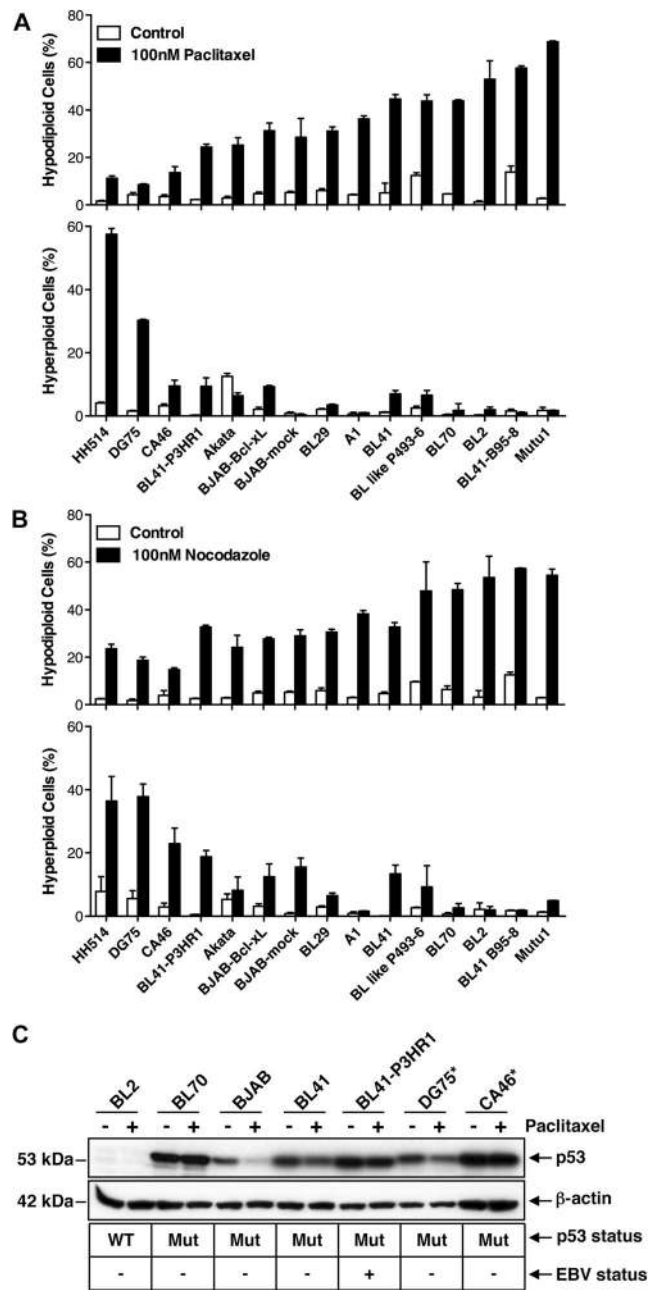 A
Control
100nM Paclitaxel
Hypodiploid Cells (%)
80
60
40
20
0
Hyperploid Cells (%)
60
40
20
0
HH514
DG75
CA46
BL41-P3HR1
Akata
BJAB-Bcl-xL
BJAB-mock
BL29
A1
BL41
BL like P493-6
BL70
BL2
BL41-B95-8
Mutu1
B
Control
100nM Nocodazole
Hypodiploid Cells (%)
80
60
40
20
0
Hyperploid Cells (%)
60
40
20
0
HH514
DG75
CA46
BL41-P3HR1
Akata
BJAB-Bcl-xL
BJAB-mock
BL29
A1
BL41
BL like P493-6
BL70
BL2
BL41 B95-8
Mutu1
C
BL2 BL70 BJAB BL41 BL41-P3HR1 DG75* CA46*
- + - + - + - + - + - + - + Paclitaxel
53 kDa p53
42 kDa β-actin
WT Mut Mut Mut Mut Mut Mut p53 status
- - - - + - - EBV status